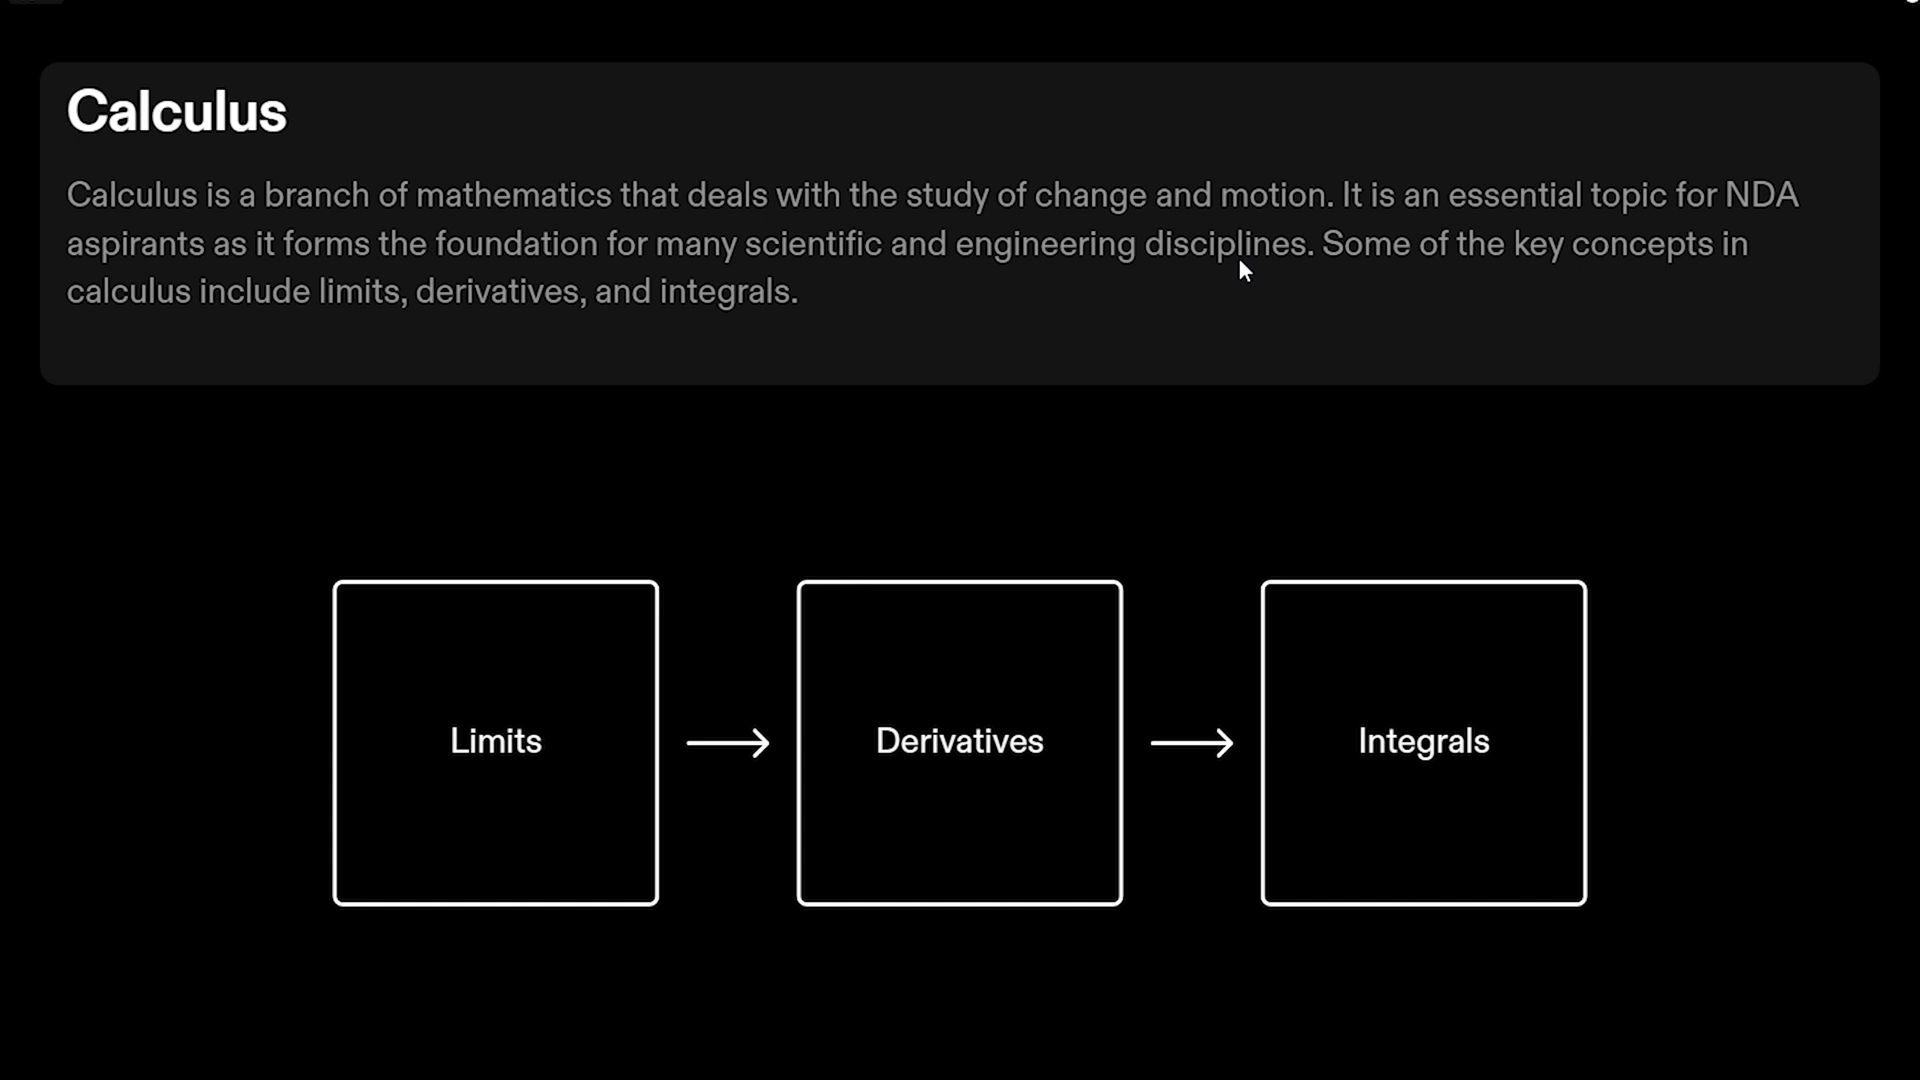 Calculus
Calculus is a branch of mathematics that deals with the study of change and motion. It is an essential topic for NDA
aspirants as it forms the foundation for many scientific and engineering disciplines. Some of the key concepts in
calculus include limits, derivatives, and integrals.
Limits
Derivatives
Integrals